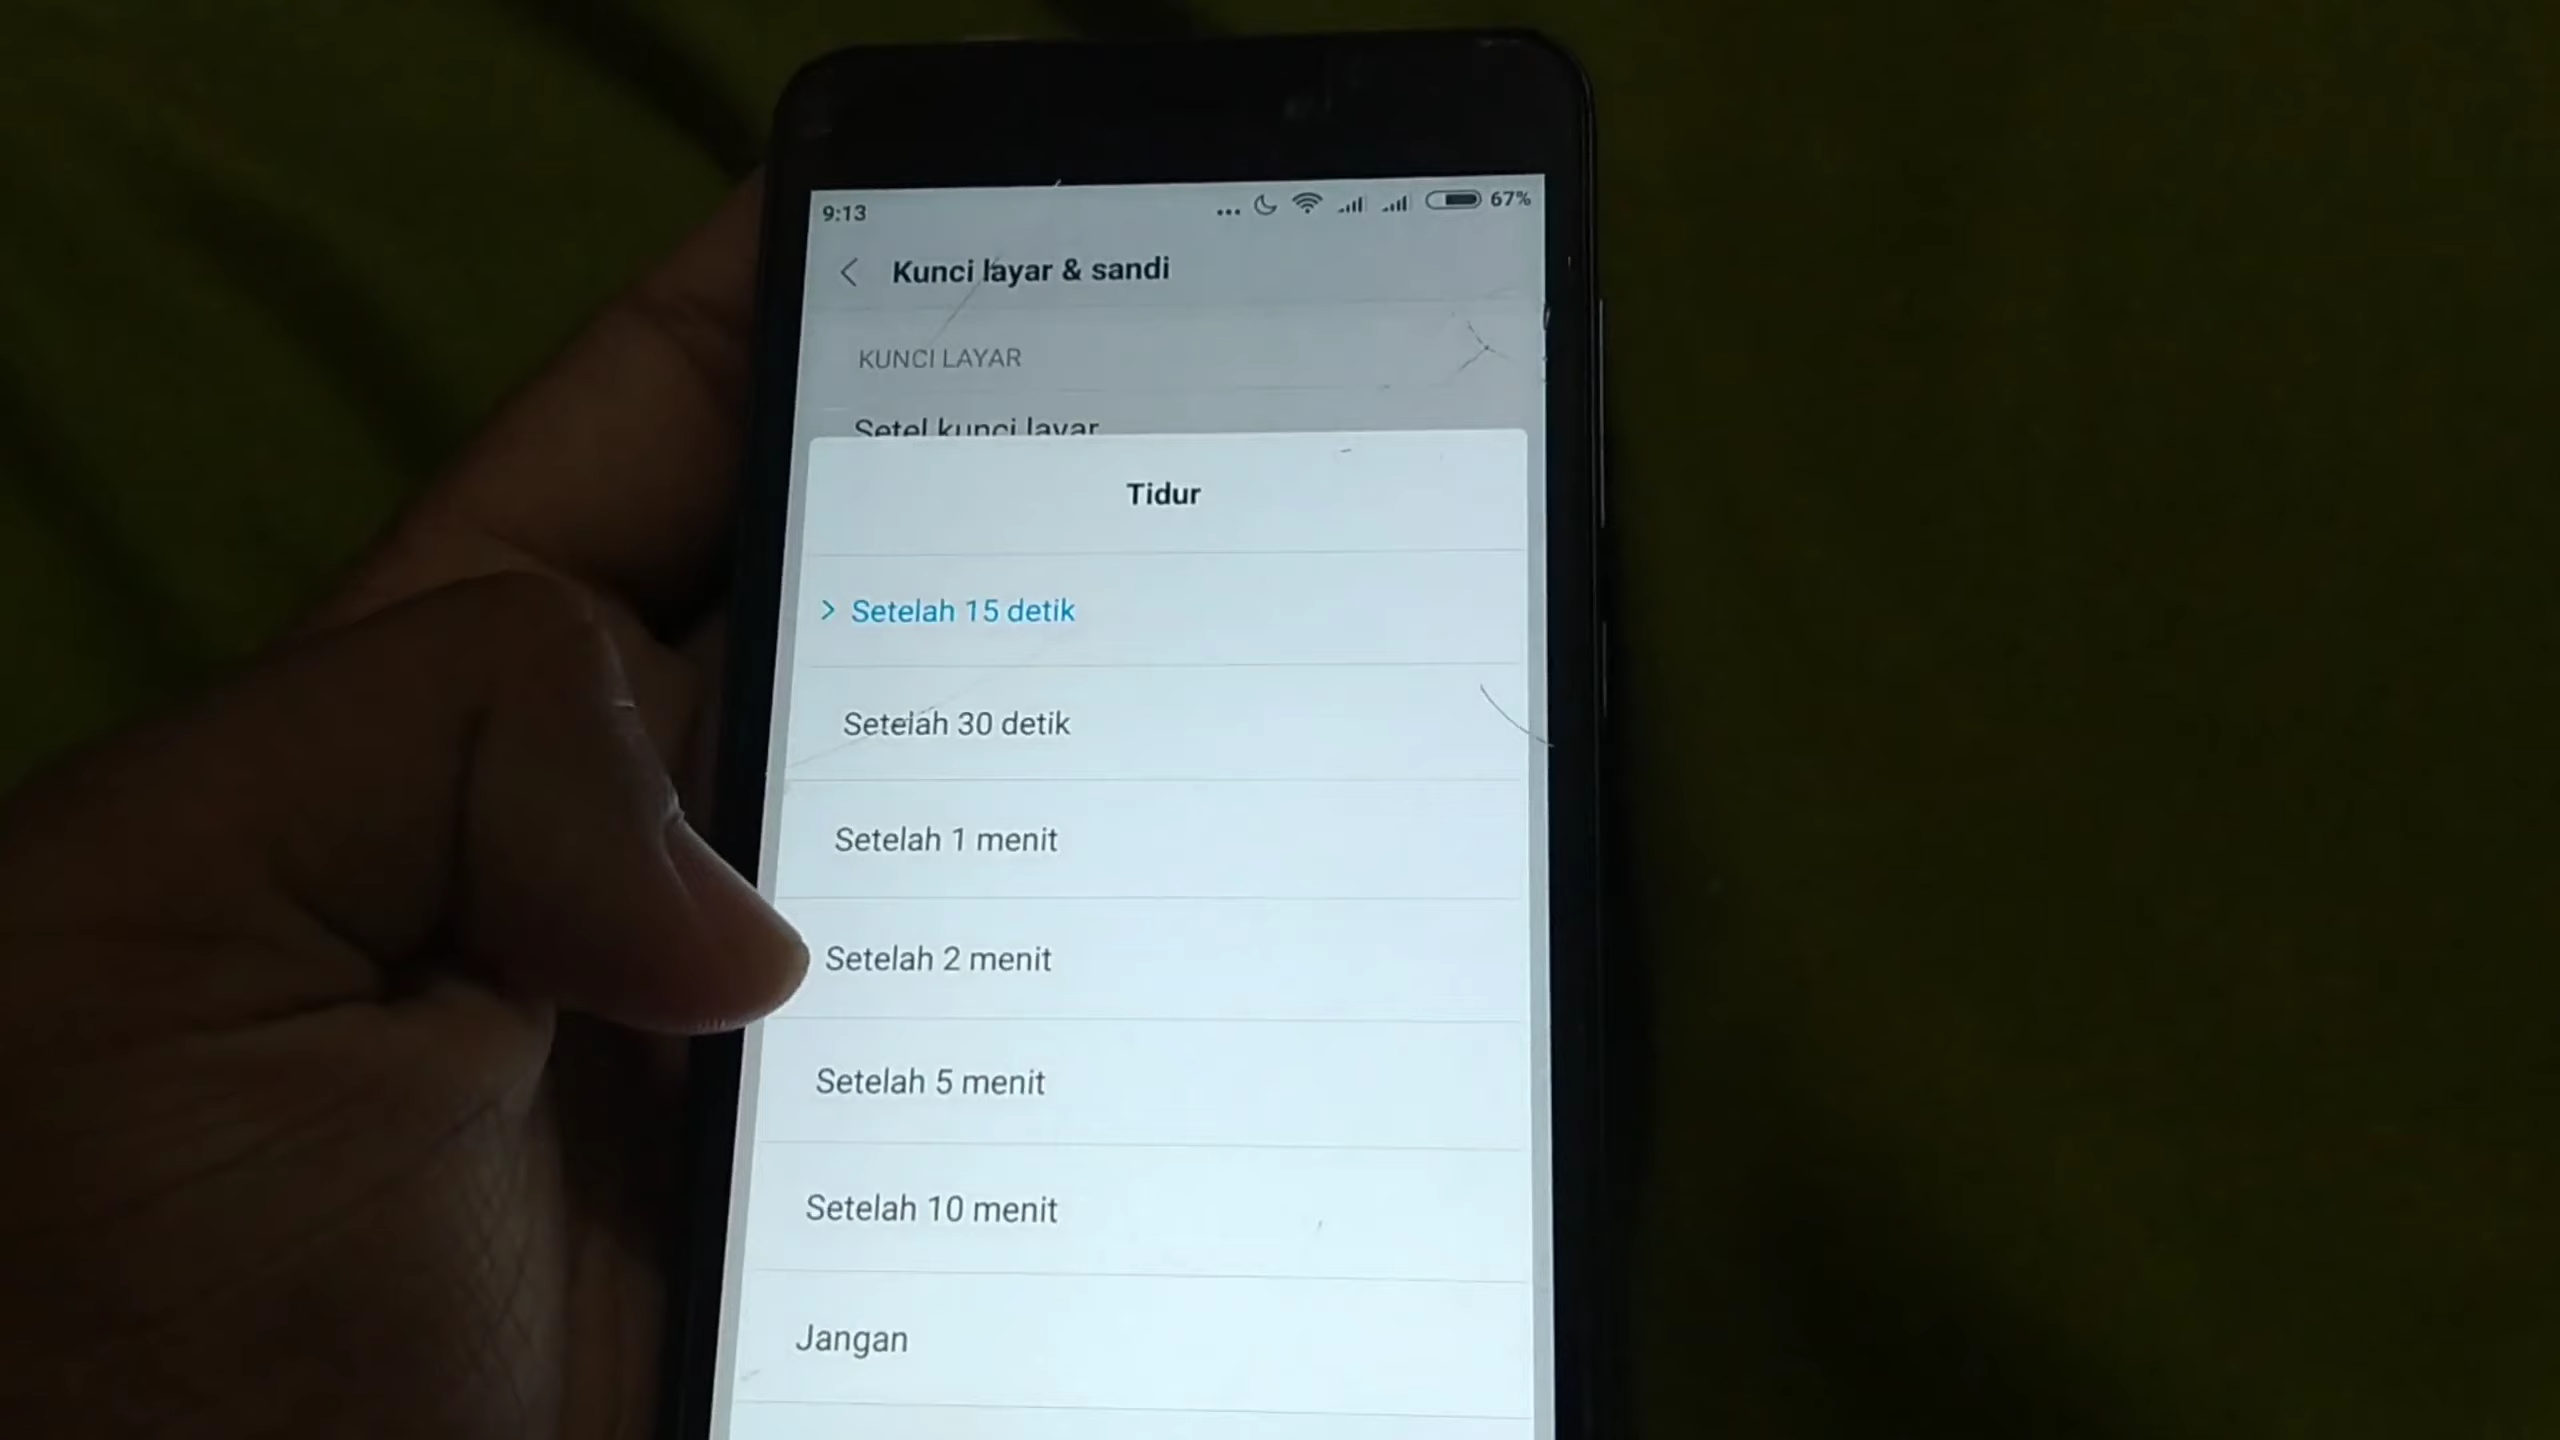 9:13
67%
Kunci layar & sandi
KUNCI LAYAR
Setel kunci layar
Tidur
Setelah 15 detik
Setelah 30 detik
Setelah 1 menit
Setelah 2 menit
Setelah 5 menit
Setelah 10 menit
Jangan